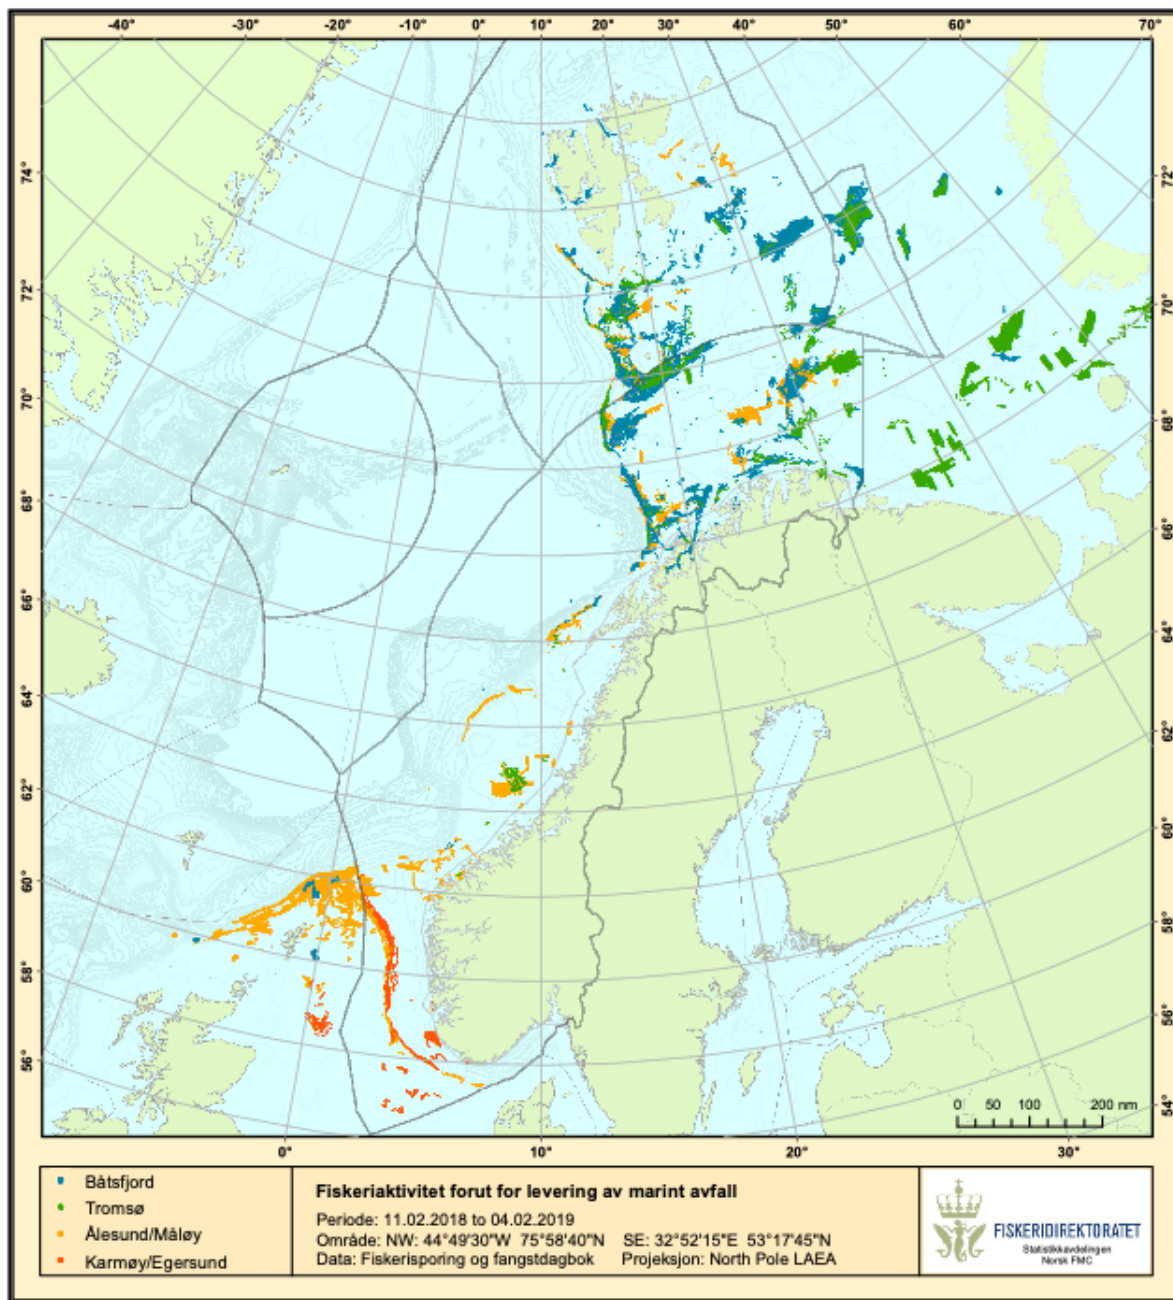 -40° -30° -20° -10° 0° 10° 20° 30° 40° 50° 60° 70°
74°
72°
70°
68°
66°
64°
62°
60°
58°
56°
72°
70°
68°
66°
64°
62°
60°
58°
56°
54°
0 50 100 200 nm
0° 10° 20° 30°
Båtsfjord
Tromsø
Ålesund/Måløy
Karmøy/Egersund
Fiskeriaktivitet forut for levering av marint avfall
Periode: 11.02.2018 to 04.02.2019
Område: NW: 44°49'30"W 75°58'40"N SE: 32°52'15"E 53°17'45"N
Data: Fiskerisporing og fangstdagbok Projeksjon: North Pole LAEA
FISKERIDIREKTORATET
Statistikkavdelingen
Norsk FMC